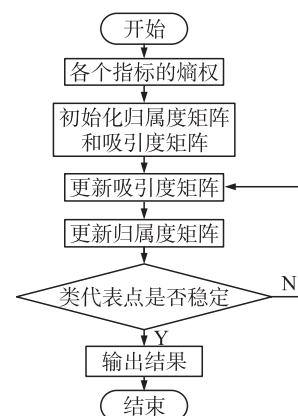 开始
各个指标的熵权
初始化归属度矩阵
和吸引度矩阵
更新吸引度矩阵
更新归属度矩阵
类代表点是否稳定
N
Y
输出结果
结束